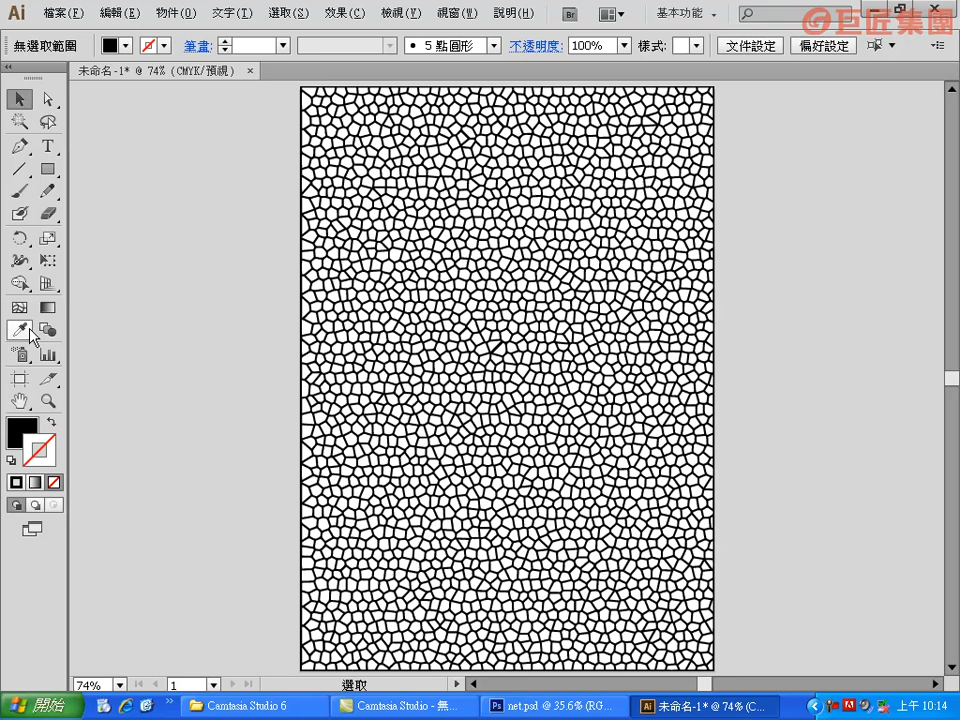 Ai 檔案(F) 編輯(E) 物件(O) 文字(T) 選取(S) 效果(C) 檢視(V) 視窗(W) 說明(H) Br 基本功能
巨匠集團
無選取範圍 筆畫: 5 點圓形 不透明度: 100% 樣式: 文件設定 偏好設定
未命名-1* @ 74% (CMYK/預視) ×
T
74% 1 選取
開始 Camtasia Studio 6 Camtasia Studio - 無... Ps net.psd @ 35.6% (RG... Ai 未命名-1* @ 74% (C... 上午 10:14